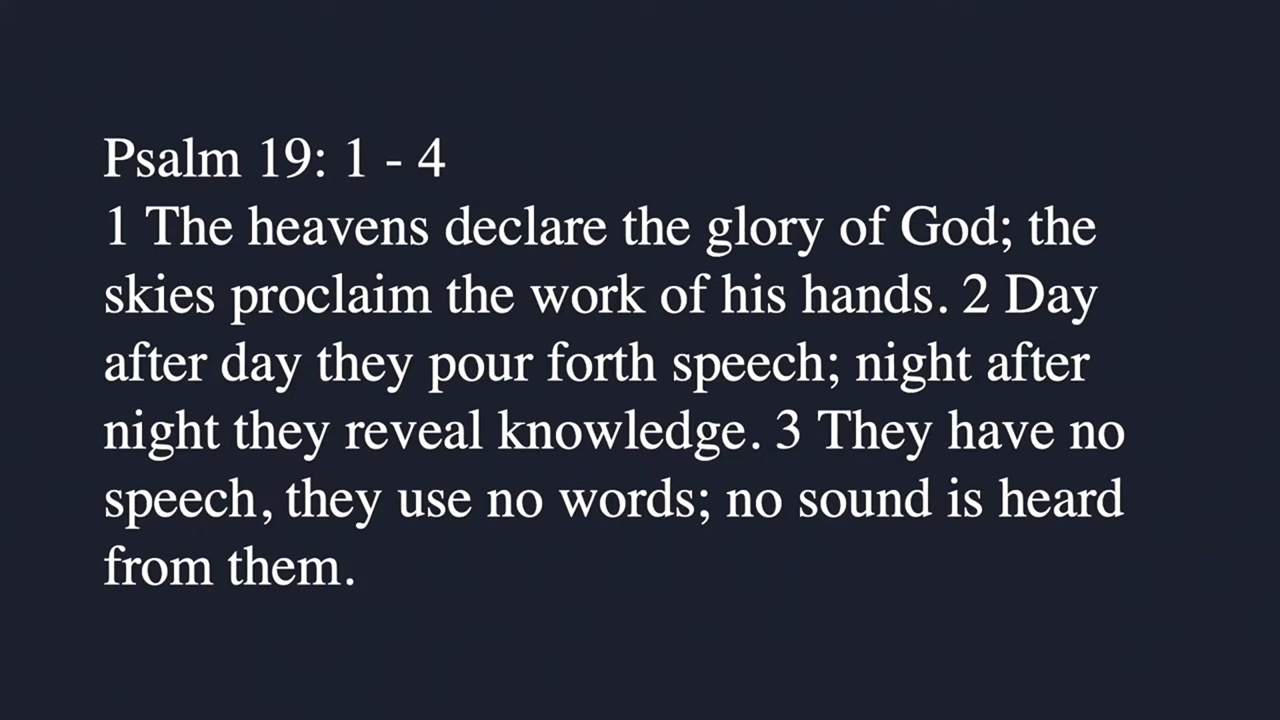 Psalm 19: 1 - 4
1 The heavens declare the glory of God; the
skies proclaim the work of his hands. 2 Day
after day they pour forth speech; night after
night they reveal knowledge. 3 They have no
speech, they use no words; no sound is heard
from them.